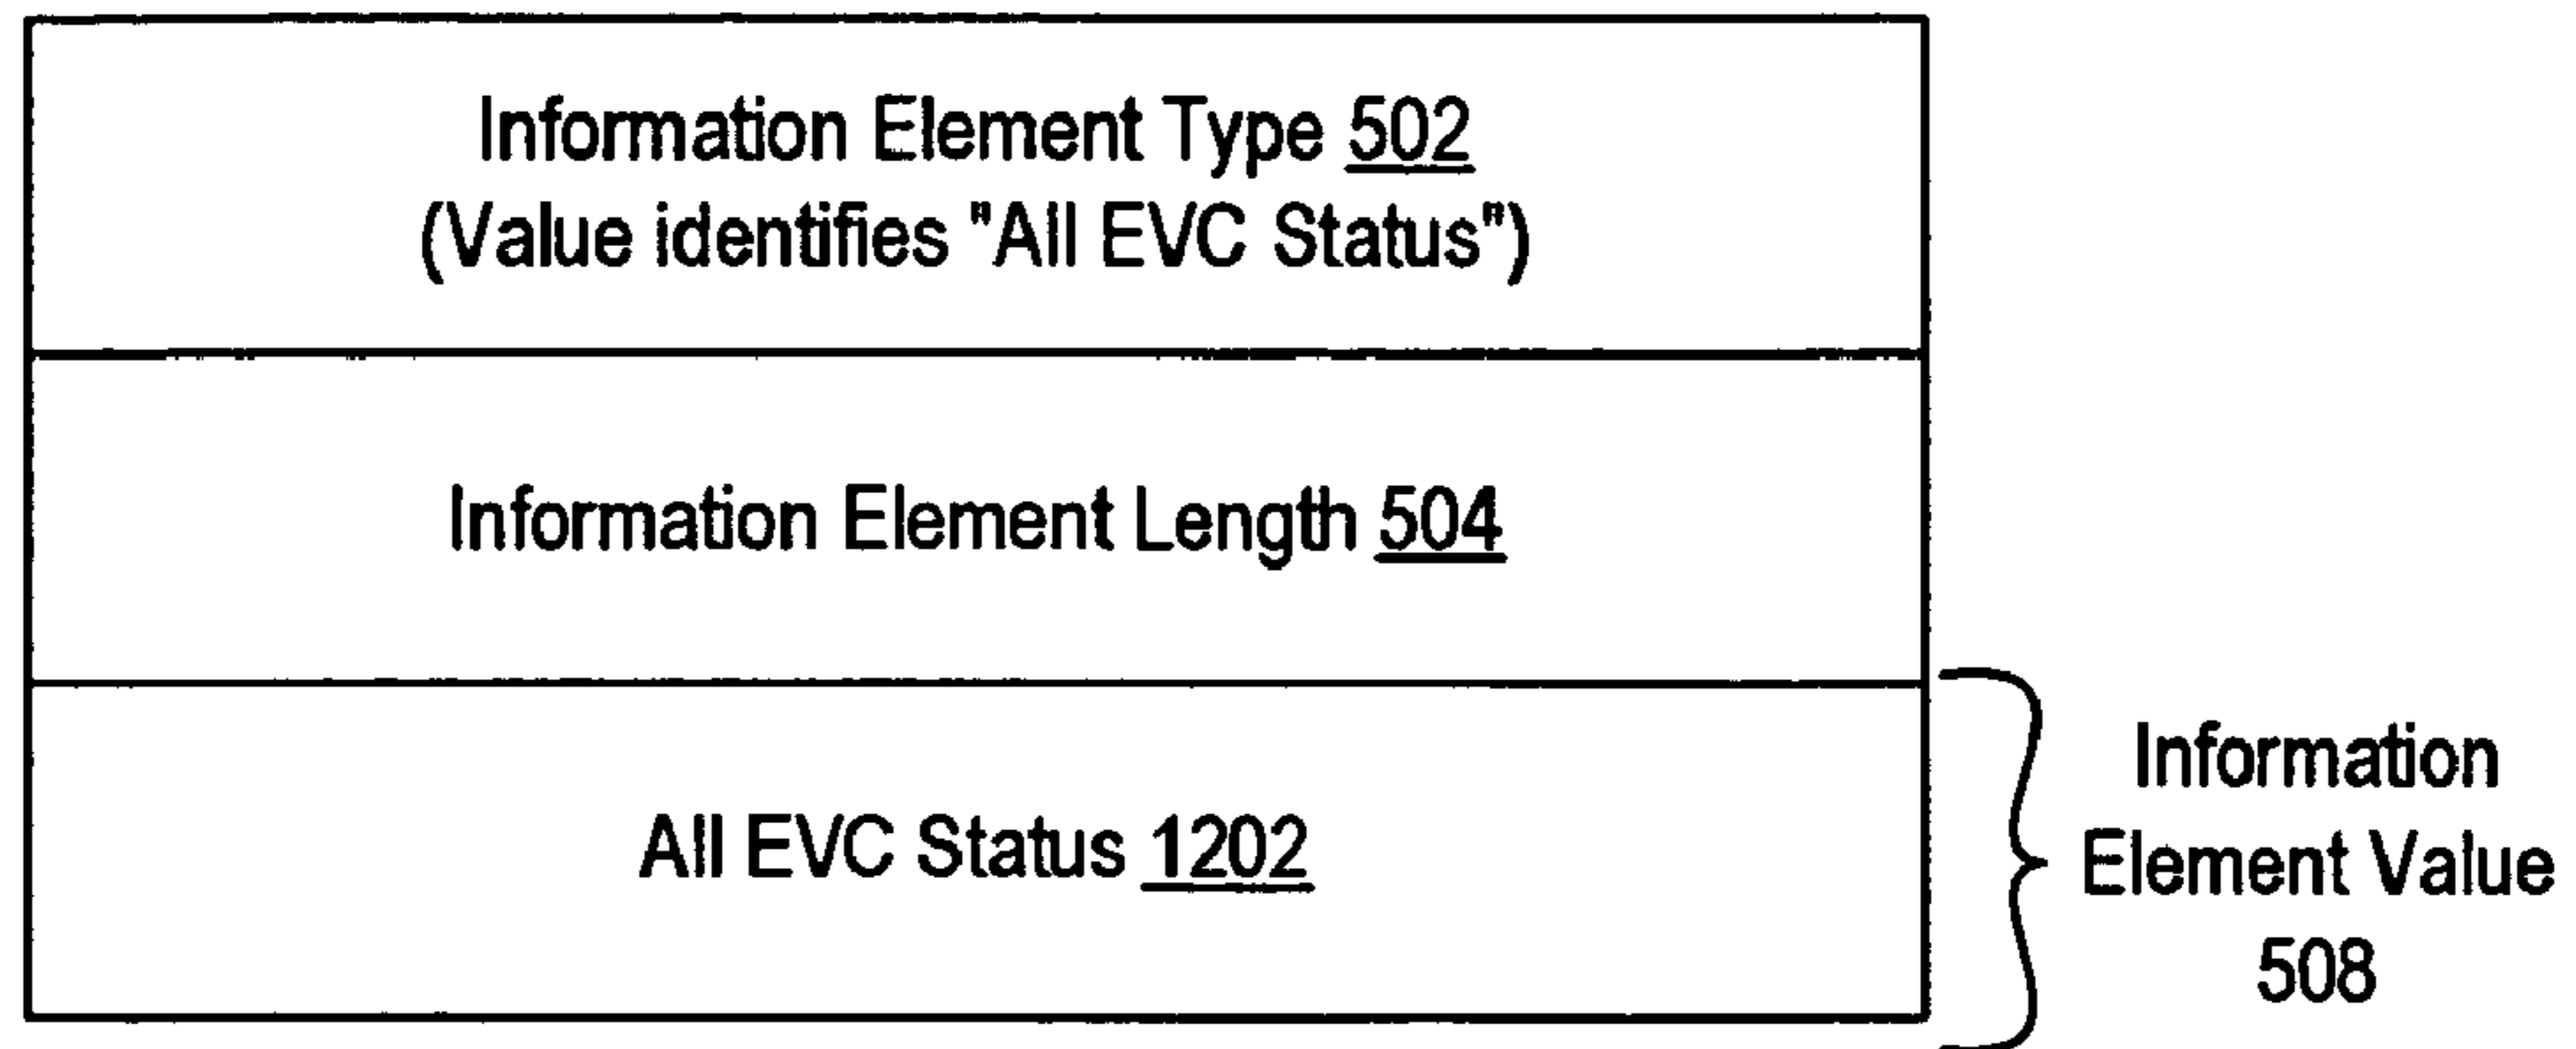 Information Element Type 502
(Value identifies "All EVC Status")
Information Element Length 504
All EVC Status 1202
Information
Element Value
508